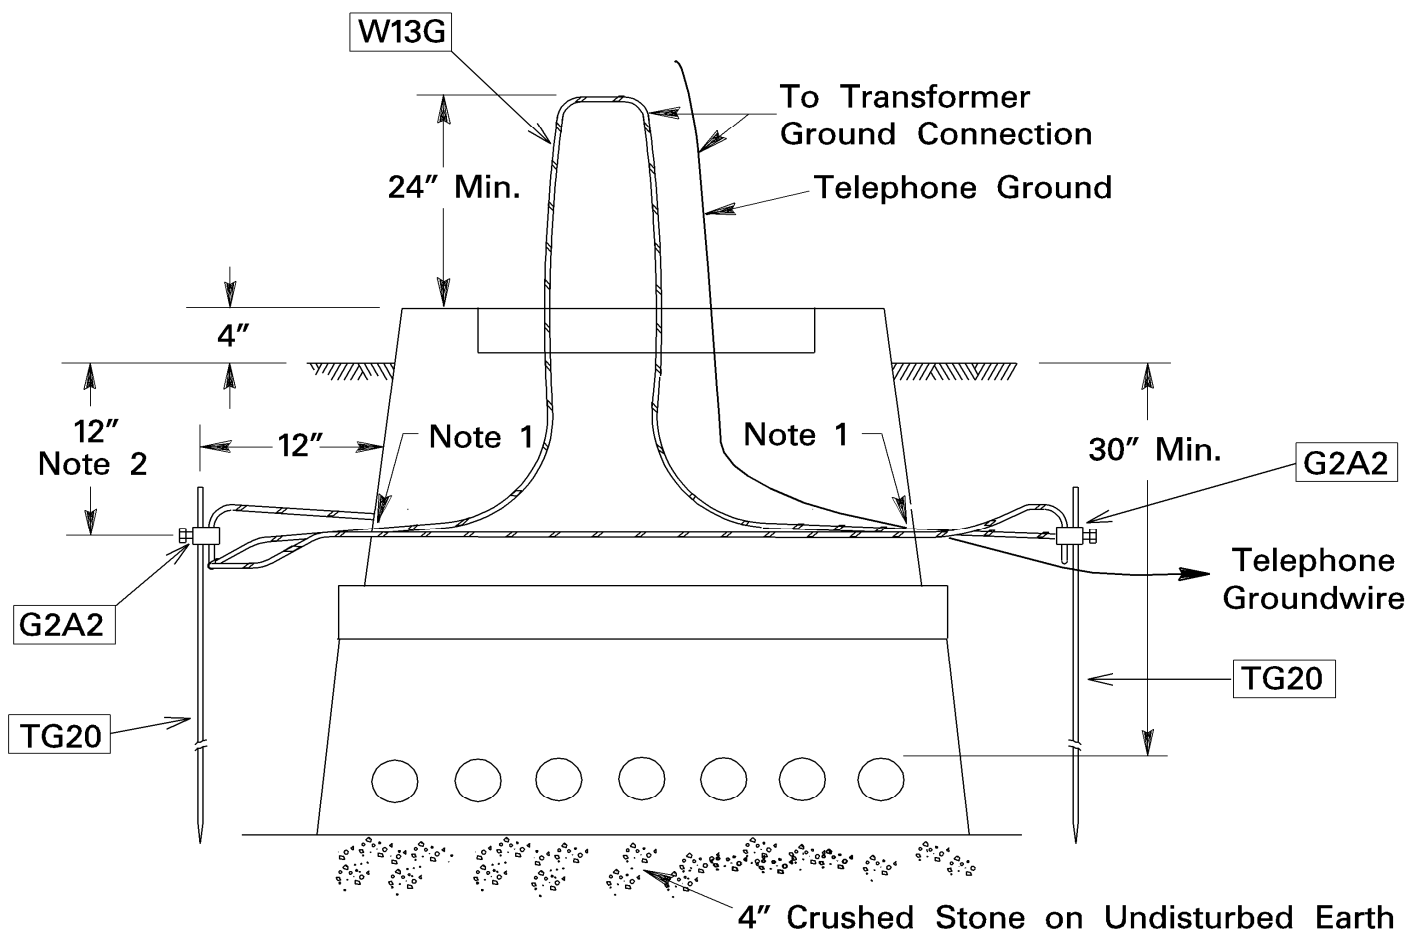 W13G
To Transformer
Ground Connection
24″ Min.
Telephone Ground
4″
12″
Note 2
12″
Note 1
Note 1
30″ Min.
G2A2
G2A2
Telephone
Groundwire
TG20
TG20
4″ Crushed Stone on Undisturbed Earth